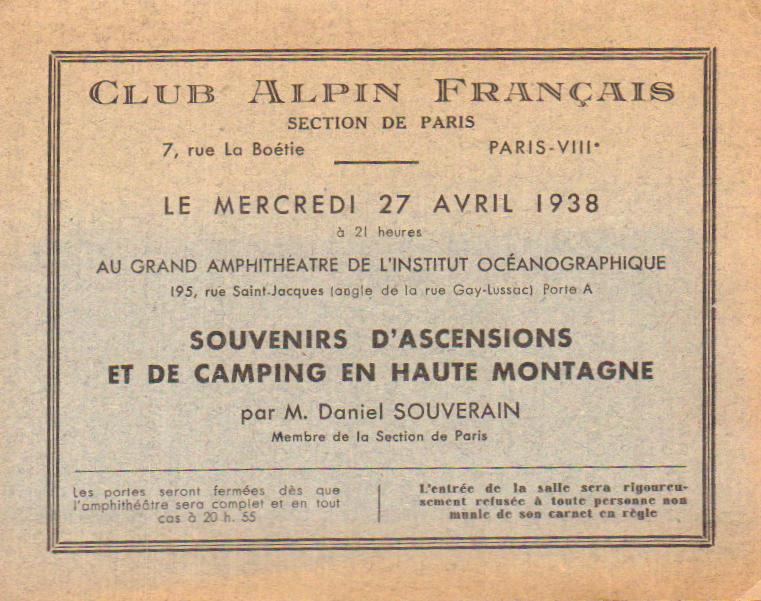 CLUB ALPIN FRANÇAIS
SECTION DE PARIS
7, rue La Boétie PARIS-VIIIe
LE MERCREDI 27 AVRIL 1938
à 21 heures
AU GRAND AMPHITHÉATRE DE L'INSTITUT OCÉANOGRAPHIQUE
195, rue Saint-Jacques (angle de la rue Gay-Lussac) Porte A
SOUVENIRS D'ASCENSIONS
ET DE CAMPING EN HAUTE MONTAGNE
par M. Daniel SOUVERAIN
Membre de la Section de Paris
Les portes seront fermées dès que
l'amphithéâtre sera complet et en tout
cas à 20 h. 55
L'entrée de la salle sera rigoureu-
sement refusée à toute personne non
munie de son carnet en règle